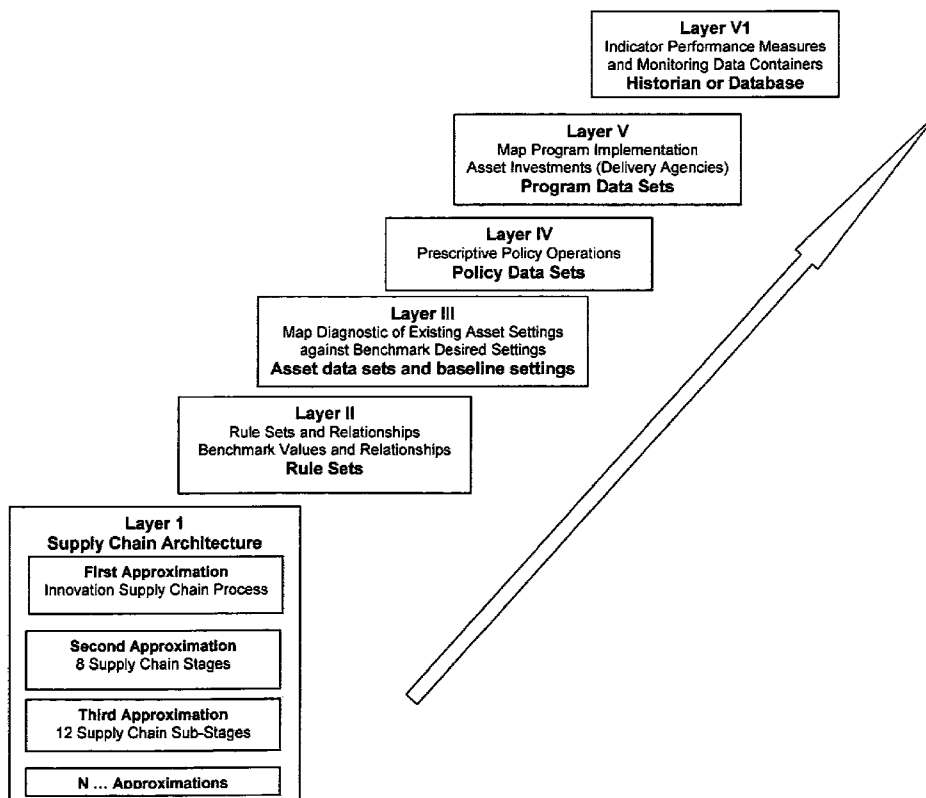 Layer V1
Indicator Performance Measures
and Monitoring Data Containers
Historian or Database
Layer V
Map Program Implementation
Asset Investments (Delivery Agencies)
Program Data Sets
Layer IV
Prescriptive Policy Operations
Policy Data Sets
Layer III
Map Diagnostic of Existing Asset Settings
against Benchmark Desired Settings
Asset data sets and baseline settings
Layer II
Rule Sets and Relationships
Benchmark Values and Relationships
Rule Sets
Layer 1
Supply Chain Architecture
First Approximation
Innovation Supply Chain Process
Second Approximation
8 Supply Chain Stages
Third Approximation
12 Supply Chain Sub-Stages
N ... Approximations